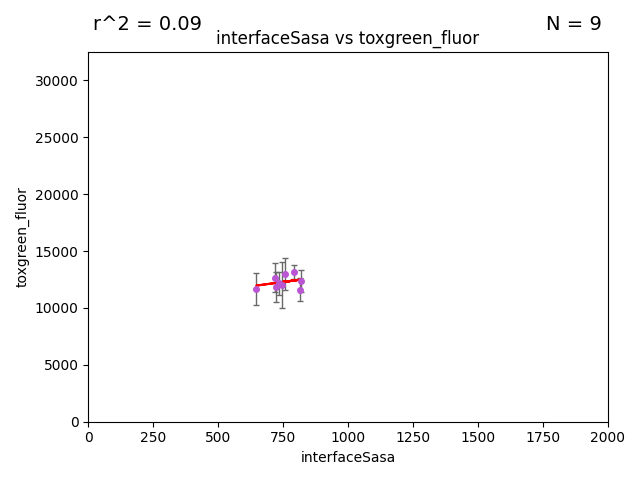 r^2 = 0.09
N = 9
interfaceSasa vs toxgreen_fluor
30000
25000
20000
15000
10000
5000
0
toxgreen_fluor
0 250 500 750 1000 1250 1500 1750 2000
interfaceSasa